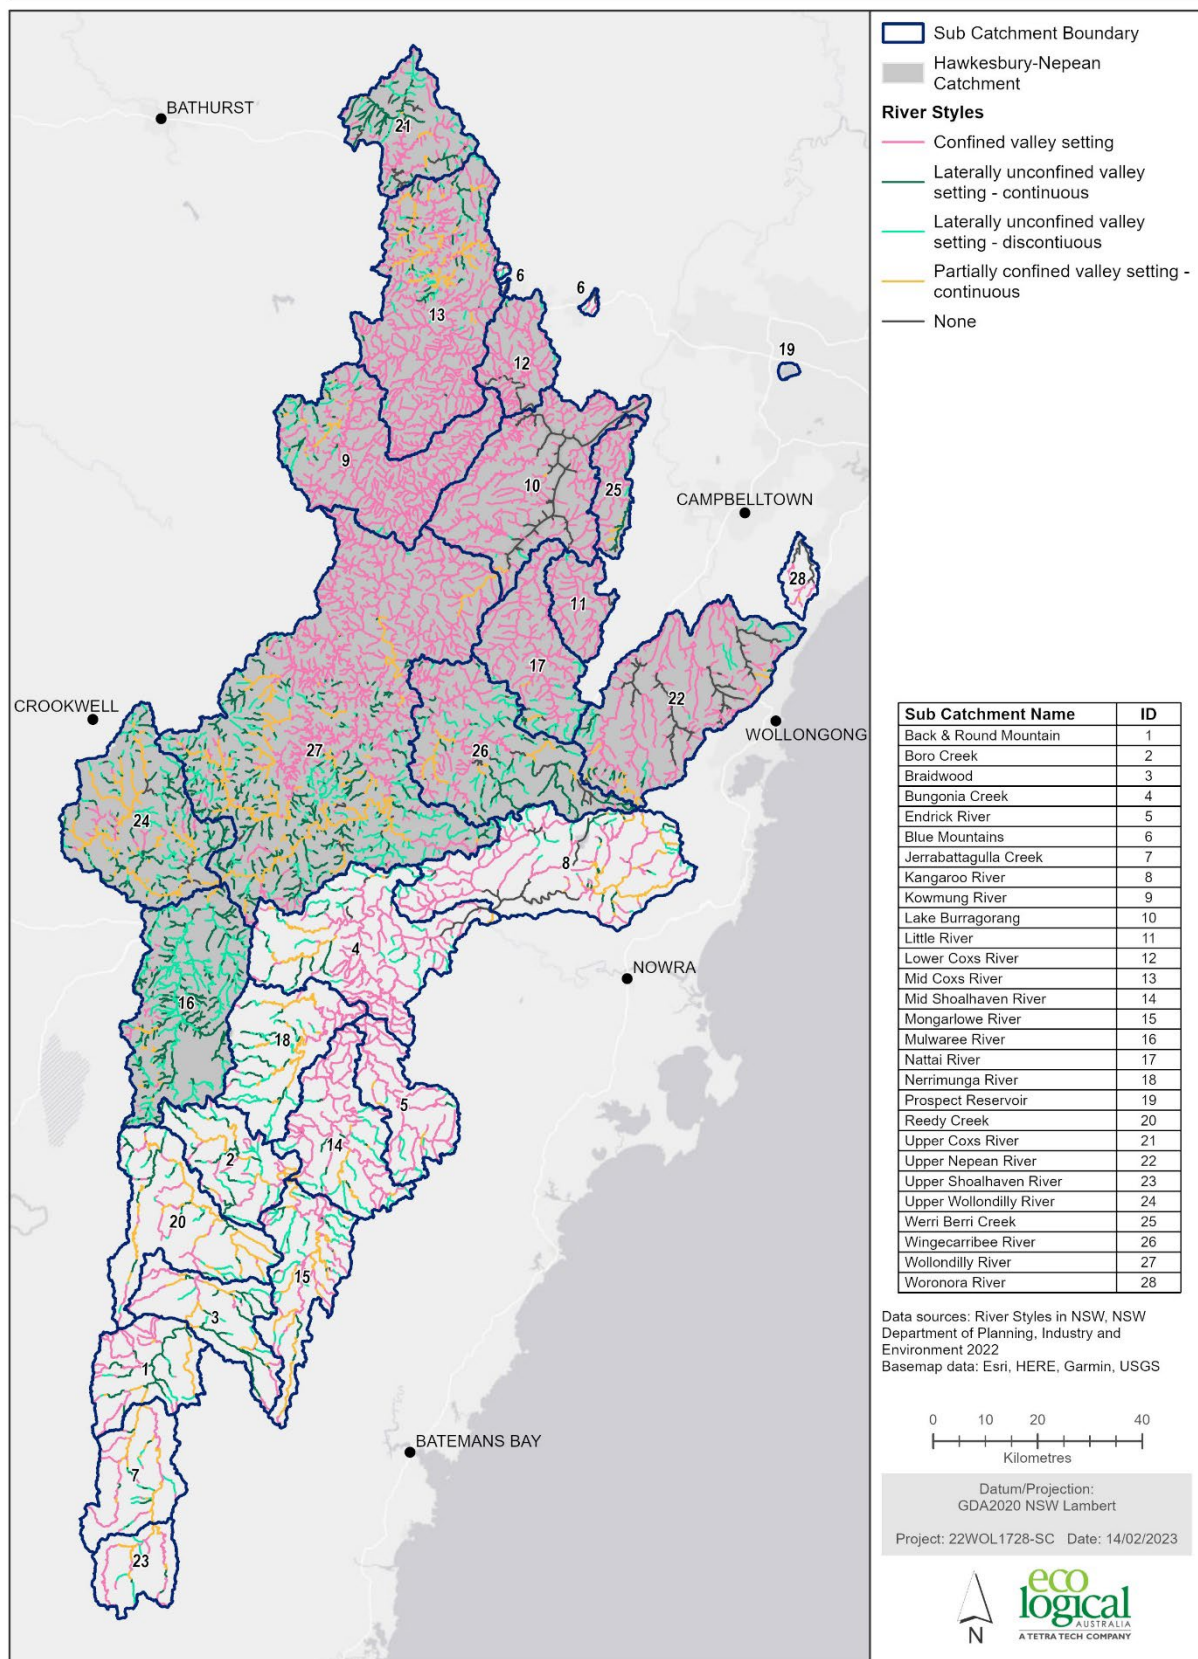 BATHURST
21
6
6
13
19
12
9
10
25
CAMPBELLTOWN
28
11
17
22
CROOKWELL
WOLLONGONG
27
26
24
8
4
NOWRA
16
18
5
14
2
20
15
3
1
BATEMANS BAY
7
23
Sub Catchment Boundary
Hawkesbury-Nepean
Catchment
River Styles
Confined valley setting
Laterally unconfined valley
setting - continuous
Laterally unconfined valley
setting - discontiuous
Partially confined valley setting -
continuous
None
Sub Catchment Name ID
Back & Round Mountain 1
Boro Creek 2
Braidwood 3
Bungonia Creek 4
Endrick River 5
Blue Mountains 6
Jerrabattagulla Creek 7
Kangaroo River 8
Kowmung River 9
Lake Burragorang 10
Little River 11
Lower Coxs River 12
Mid Coxs River 13
Mid Shoalhaven River 14
Mongarlowe River 15
Mulwaree River 16
Nattai River 17
Nerrimunga River 18
Prospect Reservoir 19
Reedy Creek 20
Upper Coxs River 21
Upper Nepean River 22
Upper Shoalhaven River 23
Upper Wollondilly River 24
Werri Berri Creek 25
Wingecarribee River 26
Wollondilly River 27
Woronora River 28
Data sources: River Styles in NSW, NSW
Department of Planning, Industry and
Environment 2022
Basemap data: Esri, HERE, Garmin, USGS
0 10 20 40
Kilometres
Datum/Projection:
GDA2020 NSW Lambert
Project: 22WOL1728-SC Date: 14/02/2023
N
eco
logical
AUSTRALIA
A TETRA TECH COMPANY